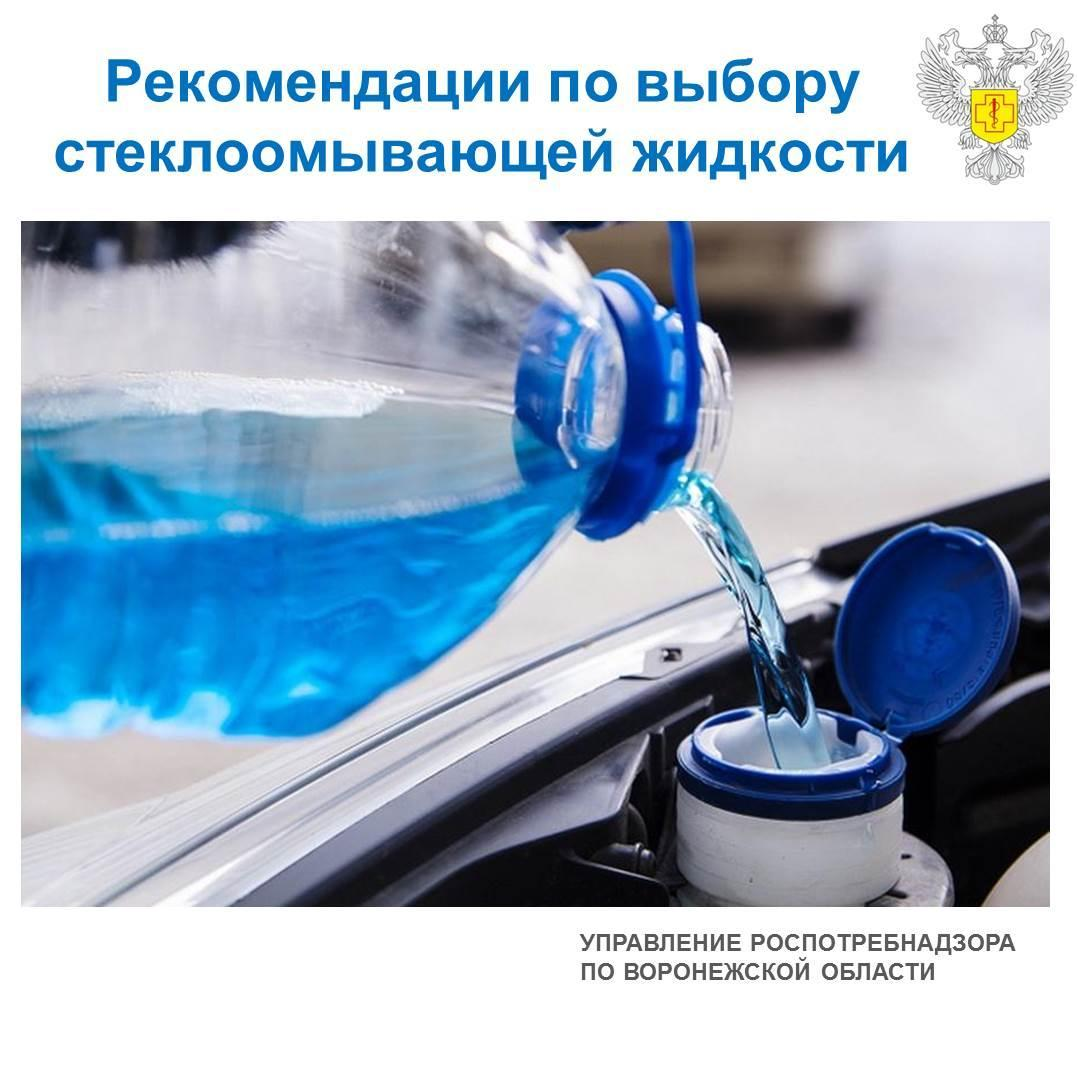 Рекомендации по выбору
стеклоомывающей жидкости
УПРАВЛЕНИЕ РОСПОТРЕБНАДЗОРА
ПО ВОРОНЕЖСКОЙ ОБЛАСТИ